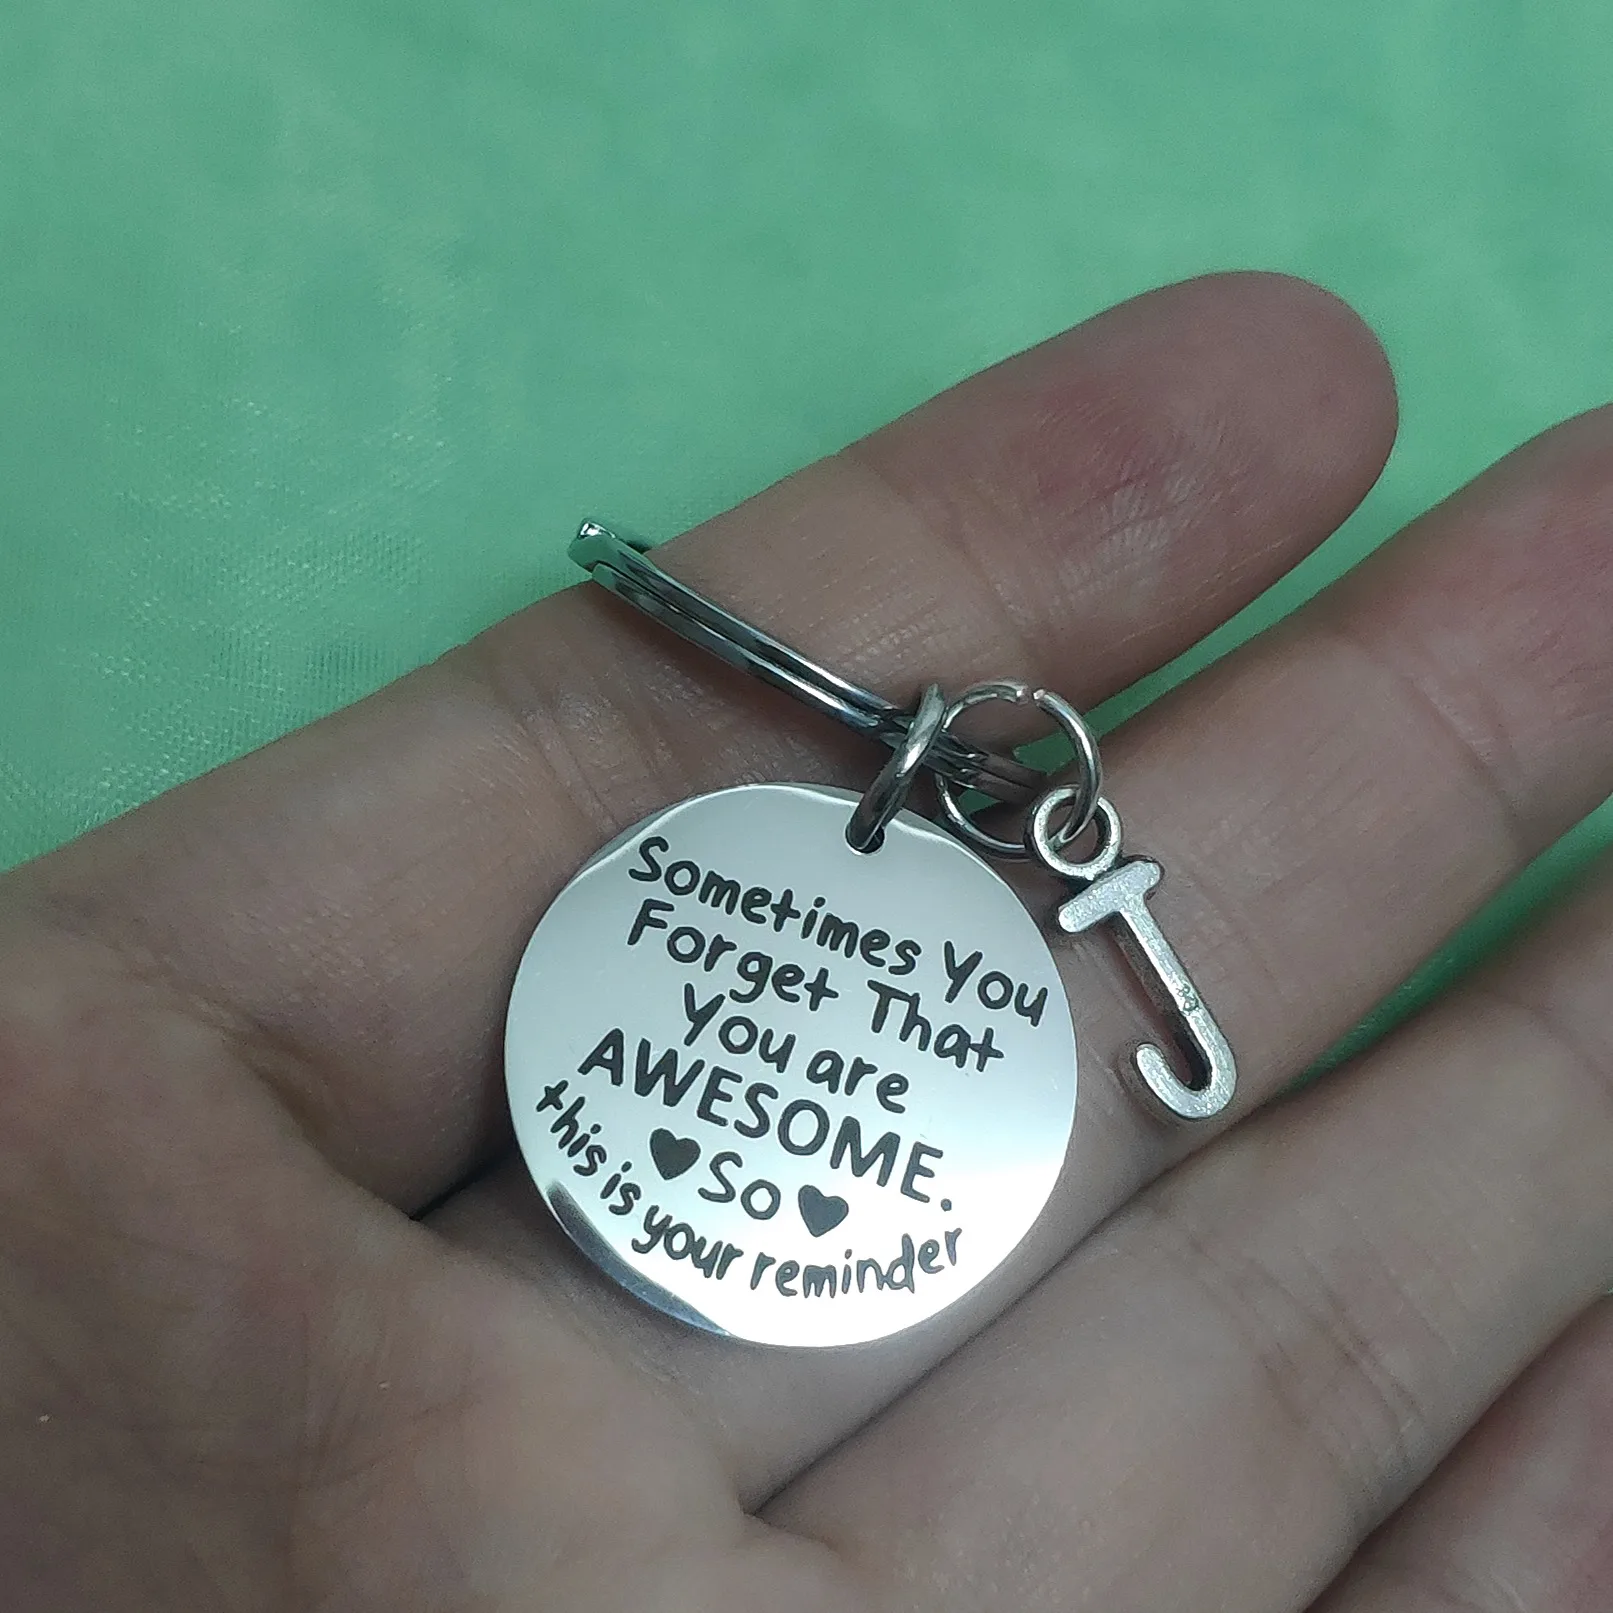 Sometimes You
Forget That
You are
AWESOME.
♥ So ♥
this is your reminder
J